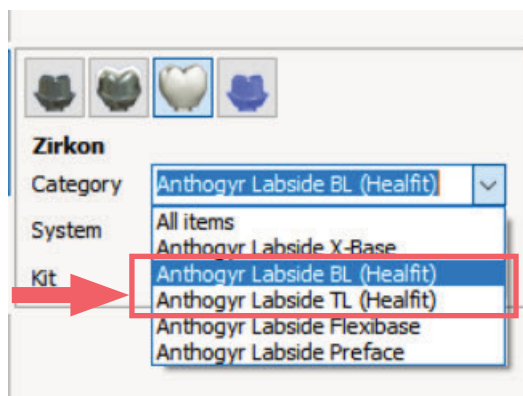 Zirkon
Category Anthogyr Labside BL (Healfit)
System All items
Anthogyr Labside X-Base
Kit Anthogyr Labside BL (Healfit)
Anthogyr Labside TL (Healfit)
Anthogyr Labside Flexibase
Anthogyr Labside Preface